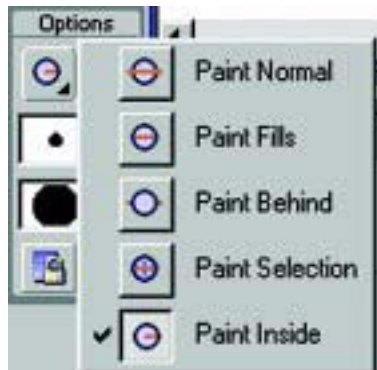 Options
Paint Normal
Paint Fills
Paint Behind
Paint Selection
Paint Inside